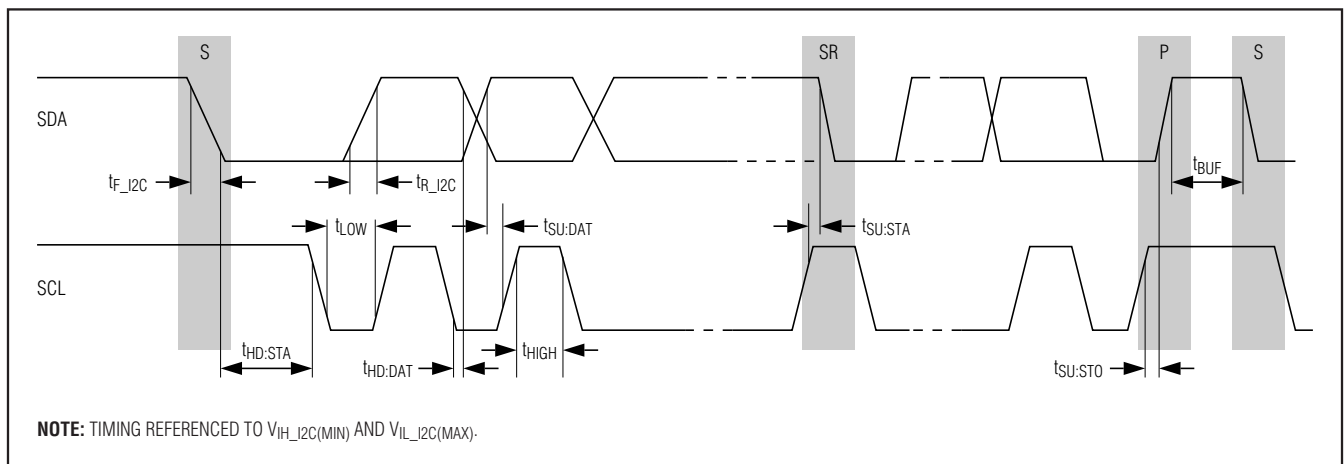 S SR P S
SDA
tF_I2C tR_I2C tBUF
tLOW tSU:DAT tSU:STA
SCL
tHD:STA tHD:DAT tHIGH tSU:STO
NOTE: TIMING REFERENCED TO VIH_I2C(MIN) AND VIL_I2C(MAX).